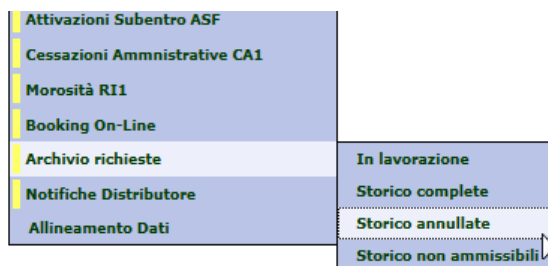 Attivazioni Subentro ASF
Cessazioni Ammnistrative CA1
Morosità RI1
Booking On-Line
Archivio richieste
Notifiche Distributore
Allineamento Dati
In lavorazione
Storico complete
Storico annullate
Storico non ammissibili